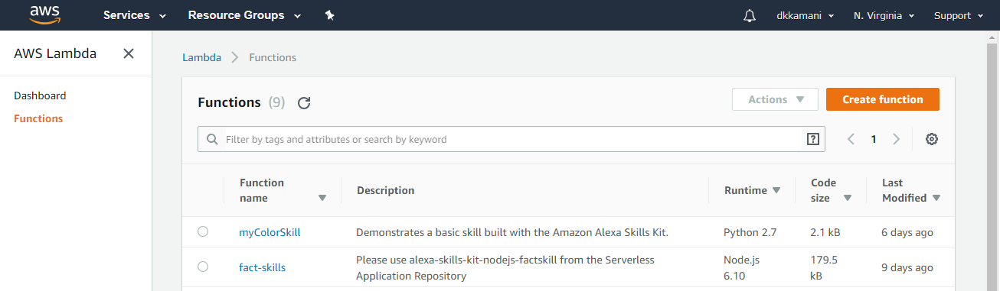 aws Services Resource Groups dkkamani N. Virginia Support
AWS Lambda
Dashboard
Functions
Lambda Functions
Functions (9) Actions Create function
Filter by tags and attributes or search by keyword ? 1
Function name Description Runtime Code size Last Modified
myColorSkill Demonstrates a basic skill built with the Amazon Alexa Skills Kit. Python 2.7 2.1 kB 6 days ago
fact-skills Please use alexa-skills-kit-nodejs-factskill from the Serverless Application Repository Node.js 6.10 179.5 kB 9 days ago